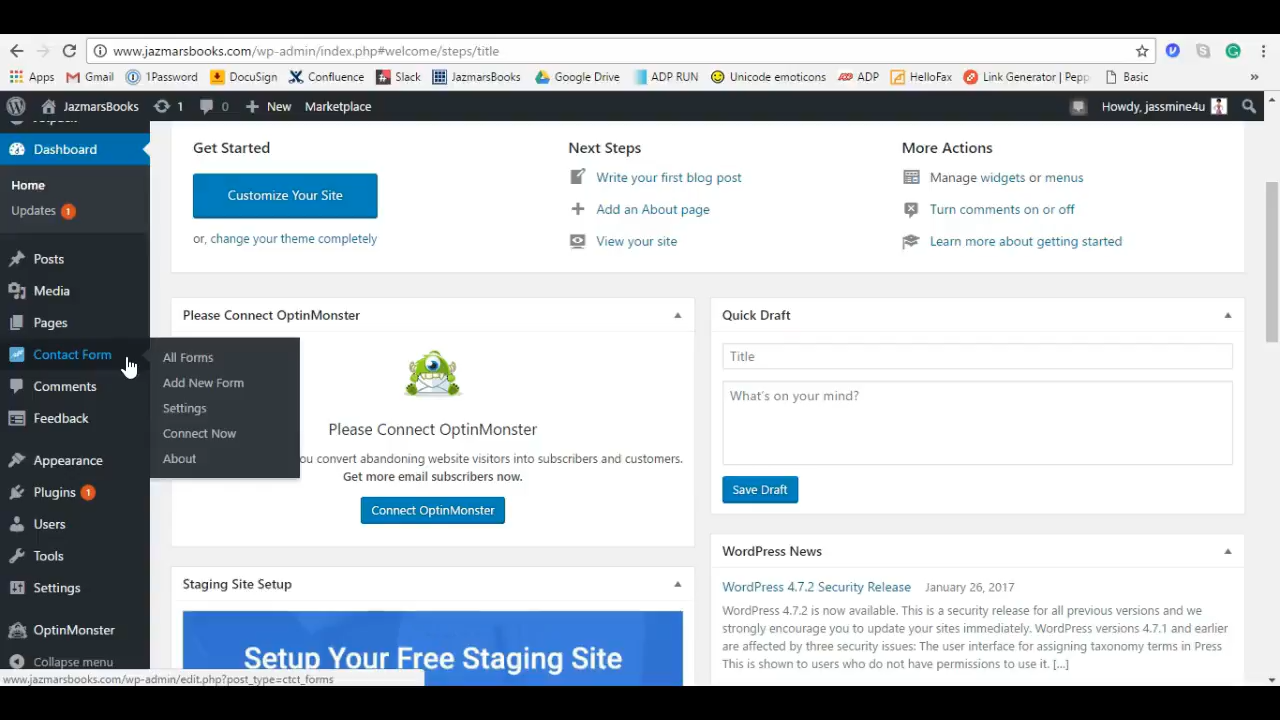 www.jazmarsbooks.com/wp-admin/index.php#welcome/steps/title
Apps Gmail 1Password DocuSign Confluence Slack JazmarsBooks Google Drive ADP RUN Unicode emoticons ADP HelloFax Link Generator | Pepp Basic »
JazmarsBooks 1 0 New Marketplace Howdy, jassmine4u
Jetpack
Dashboard
Home
Updates 1
Posts
Media
Pages
Contact Form
Comments
Feedback
Appearance
Plugins 1
Users
Tools
Settings
OptinMonster
Collapse menu
All Forms
Add New Form
Settings
Connect Now
About
Get Started
Customize Your Site
or, change your theme completely
Next Steps
Write your first blog post
Add an About page
View your site
More Actions
Manage widgets or menus
Turn comments on or off
Learn more about getting started
Please Connect OptinMonster
Please Connect OptinMonster
you convert abandoning website visitors into subscribers and customers.
Get more email subscribers now.
Connect OptinMonster
Staging Site Setup
Setup Your Free Staging Site
Quick Draft
Title
What's on your mind?
Save Draft
WordPress News
WordPress 4.7.2 Security Release January 26, 2017
WordPress 4.7.2 is now available. This is a security release for all previous versions and we
strongly encourage you to update your sites immediately. WordPress versions 4.7.1 and earlier
are affected by three security issues: The user interface for assigning taxonomy terms in Press
This is shown to users who do not have permissions to use it. [...]
www.jazmarsbooks.com/wp-admin/edit.php?post_type=ctct_forms